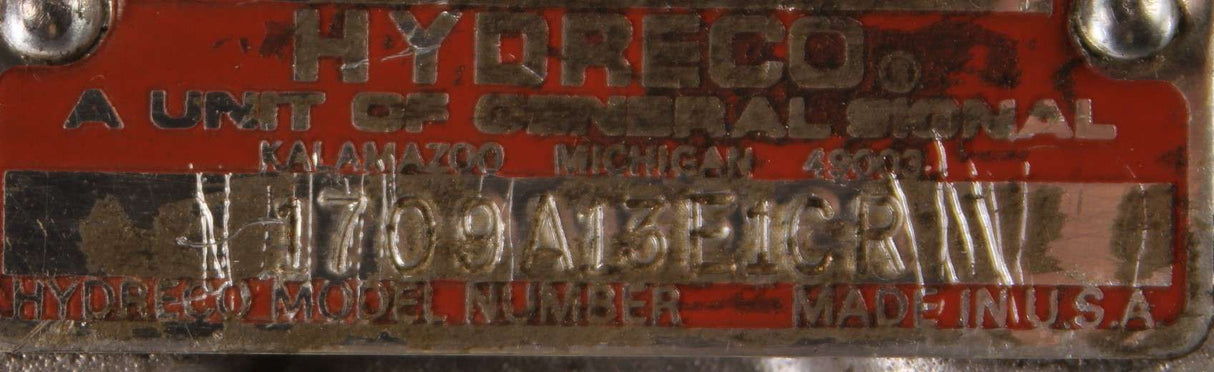 HYDRECO®
A UNIT OF GENERAL SIGNAL
KALAMAZOO MICHIGAN 49003
1709A13E1CR
HYDRECO MODEL NUMBER MADE IN U.S.A